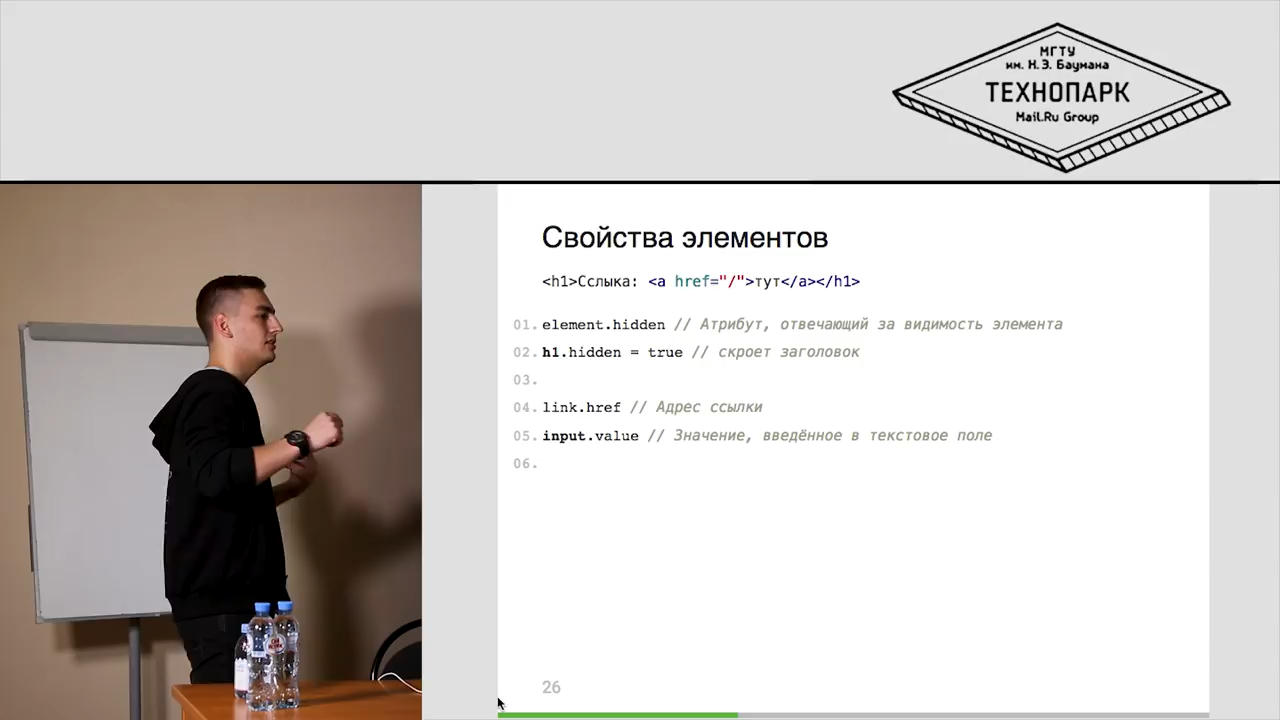 МГТУ
им. Н.Э. Баумана
ТЕХНОПАРК
Mail.Ru Group
Свойства элементов
<h1>Сслыка: <a href="/">тут</a></h1>
01. element.hidden // Атрибут, отвечающий за видимость элемента
02. h1.hidden = true // скроет заголовок
03.
04. link.href // Адрес ссылки
05. input.value // Значение, введённое в текстовое поле
06.
26